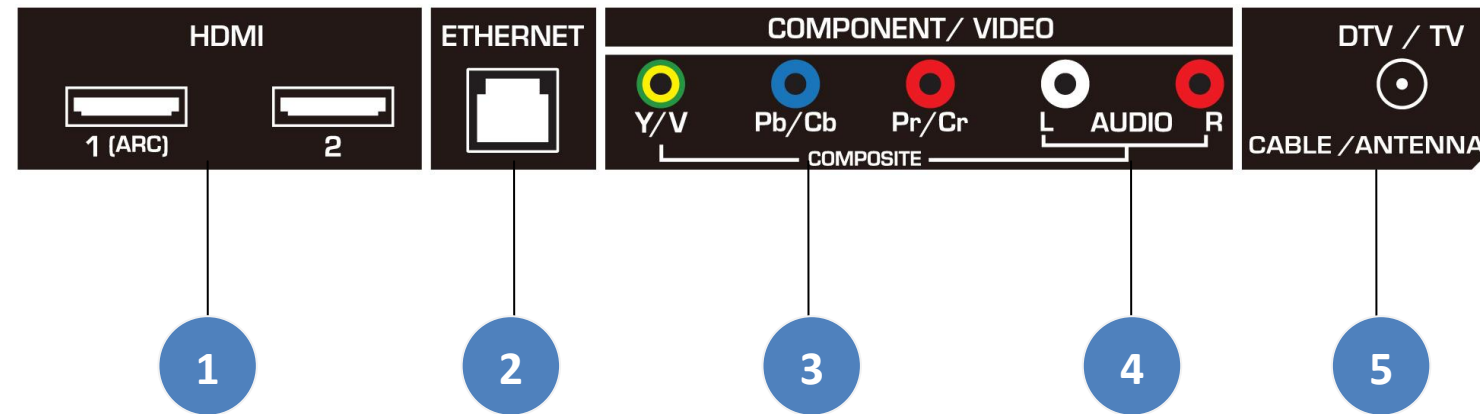 HDMI
1 (ARC) 2
ETHERNET
COMPONENT/ VIDEO
Y/V Pb/Cb Pr/Cr L AUDIO R
COMPOSITE
DTV / TV
CABLE/ANTENNA
1 2 3 4 5